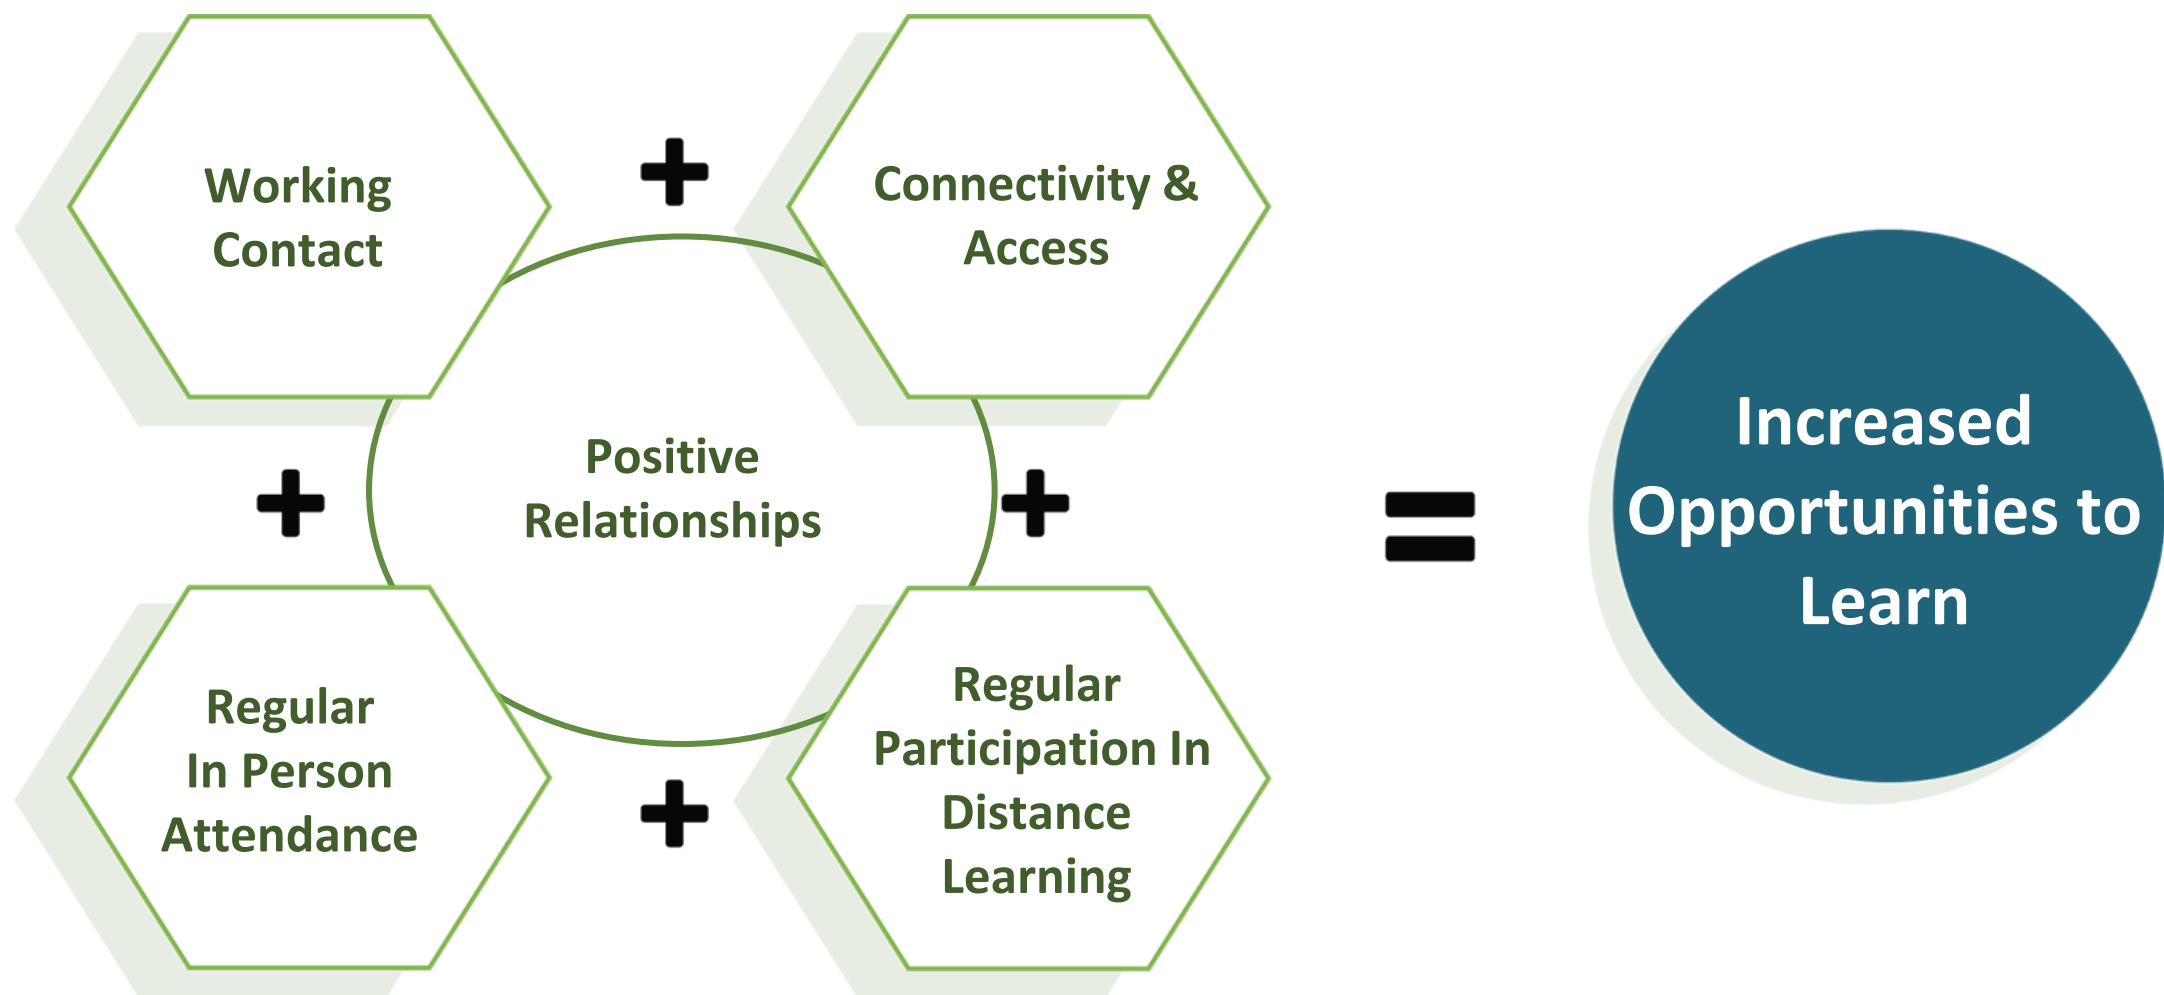 Working
Contact
+
Connectivity &
Access
Positive
Relationships
+
+
=
Increased
Opportunities to
Learn
Regular
In Person
Attendance
+
Regular
Participation In
Distance
Learning